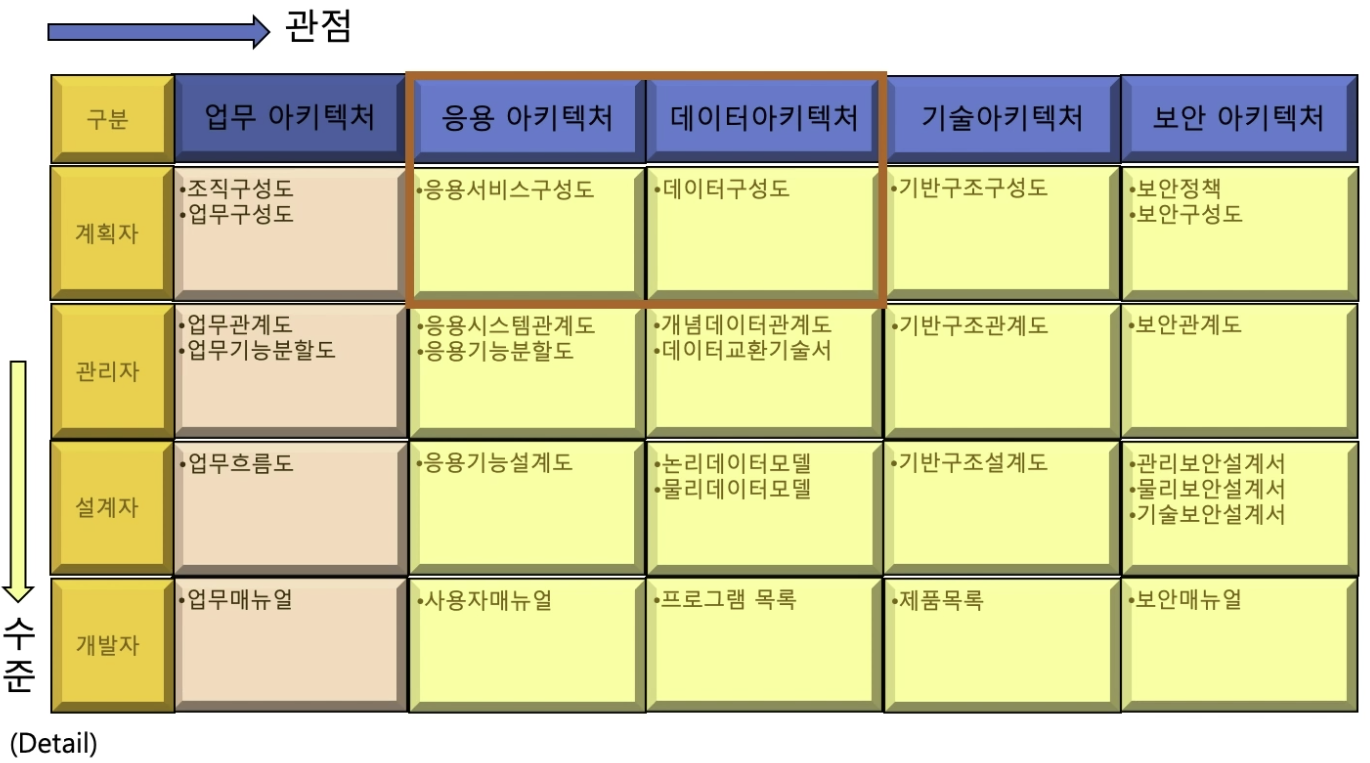 관점
구분
업무 아키텍처
응용 아키텍처
데이터아키텍처
기술아키텍처
보안 아키텍처
계획자
•조직구성도
•업무구성도
•응용서비스구성도
•데이터구성도
•기반구조구성도
•보안정책
•보안구성도
관리자
•업무관계도
•업무기능분할도
•응용시스템관계도
•응용기능분할도
•개념데이터관계도
•데이터교환기술서
•기반구조관계도
•보안관계도
설계자
•업무흐름도
•응용기능설계도
•논리데이터모델
•물리데이터모델
•기반구조설계도
•관리보안설계서
•물리보안설계서
•기술보안설계서
개발자
•업무매뉴얼
•사용자매뉴얼
•프로그램 목록
•제품목록
•보안매뉴얼
수
준
(Detail)